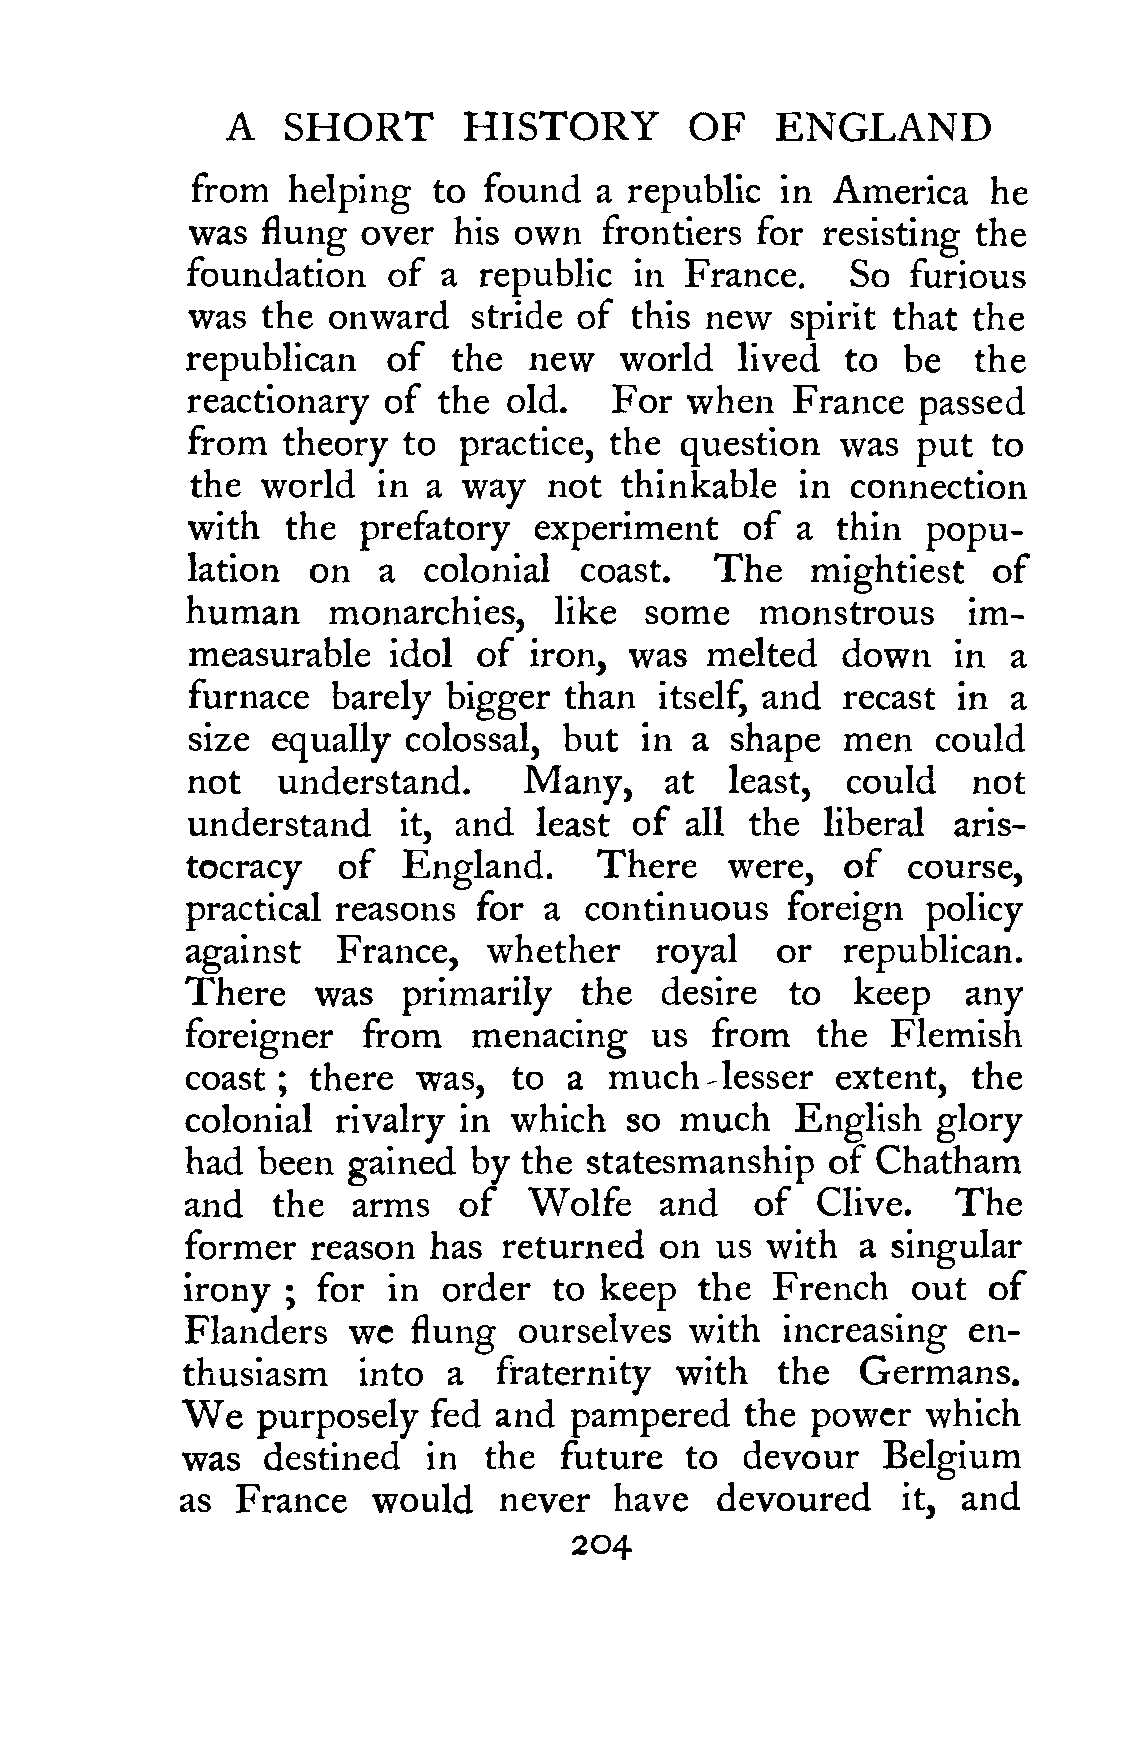 A SHORT HISTORY OF ENGLAND
from helping to found a republic in America he
was flung over his own frontiers for resisting the
foundation of a republic in France. So furious
was the onward stride of this new spirit that the
republican of the new world lived to be the
reactionary of the old. For when France passed
from theory to practice, the question was put to
the world in a way not thinkable in connection
with the prefatory experiment of a thin popu-
lation on a colonial coast. The mightiest of
human monarchies, like some monstrous im-
measurable idol of iron, was melted down in a
furnace barely bigger than itself, and recast in a
size equally colossal, but in a shape men could
not understand. Many, at least, could not
understand it, and least of all the liberal aris-
tocracy of England. There were, of course,
practical reasons for a continuous foreign policy
against France, whether royal or republican.
There was primarily the desire to keep any
foreigner from menacing us from the Flemish
coast ; there was, to a much-lesser extent, the
colonial rivalry in which so much English glory
had been gained by the statesmanship of Chatham
and the arms of Wolfe and of Clive. The
former reason has returned on us with a singular
irony ; for in order to keep the French out of
Flanders we flung ourselves with increasing en-
thusiasm into a fraternity with the Germans.
We purposely fed and pampered the power which
was destined in the future to devour Belgium
as France would never have devoured it, and
204